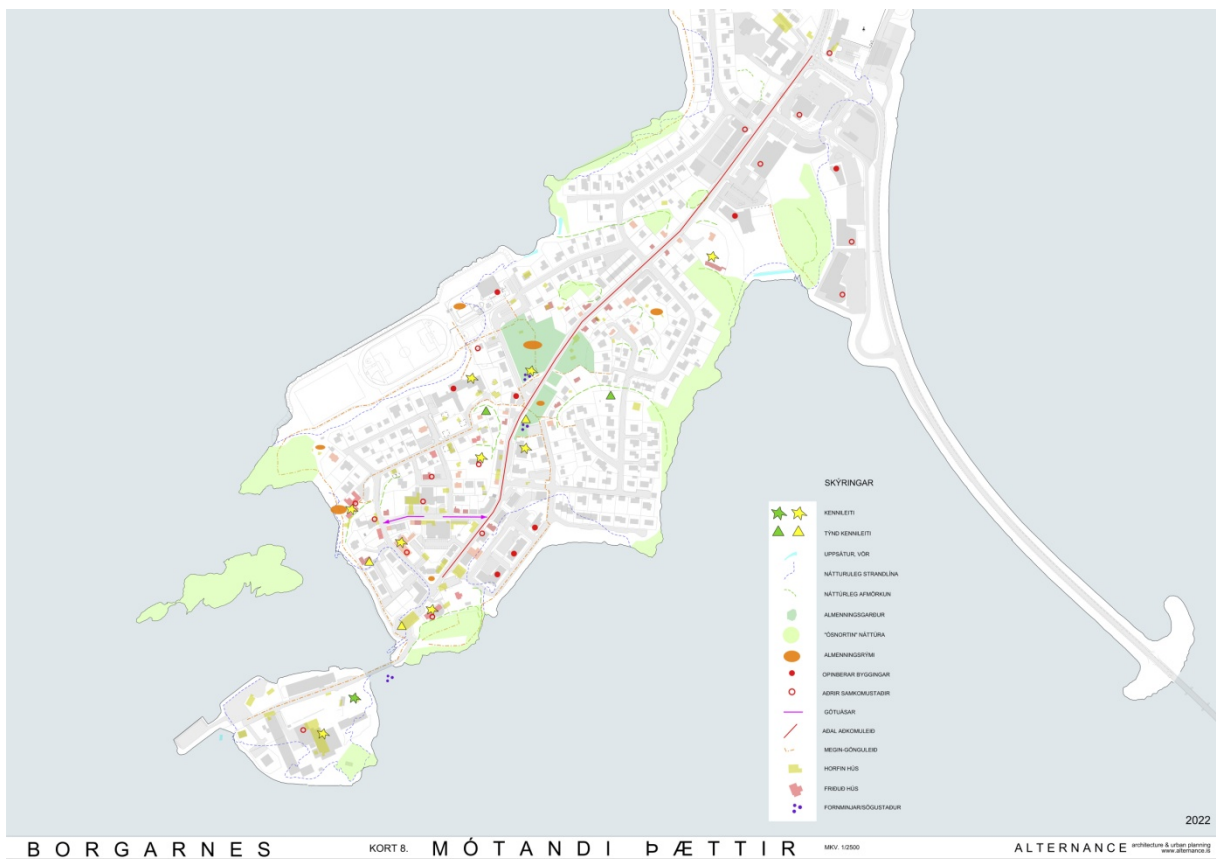 SKÝRINGAR
KENNILEITI
TÝND KENNILEITI
UPPSÁTUR, VÖR
NÁTTURULEG STRANDLÍNA
NÁTTÚRLEG AFMÖRKUN
ALMENNINGSGARÐUR
"ÓSNORTIN" NÁTTÚRA
ALMENNINGSRÝMI
OPINBERAR BYGGINGAR
AÐRIR SAMKOMUSTAÐIR
GÖTUÁSAR
AÐAL AÐKOMULEIÐ
MEGIN-GÖNGULEIÐ
HORFIN HÚS
FRIÐUÐ HÚS
FORNMINJAR/SÖGUSTAÐUR
2022
BORGARNES KORT 8. MÓTANDI ÞÆTTIR MKV. 1/2500 ALTERNANCE architecture & urban planning
www.alternance.is